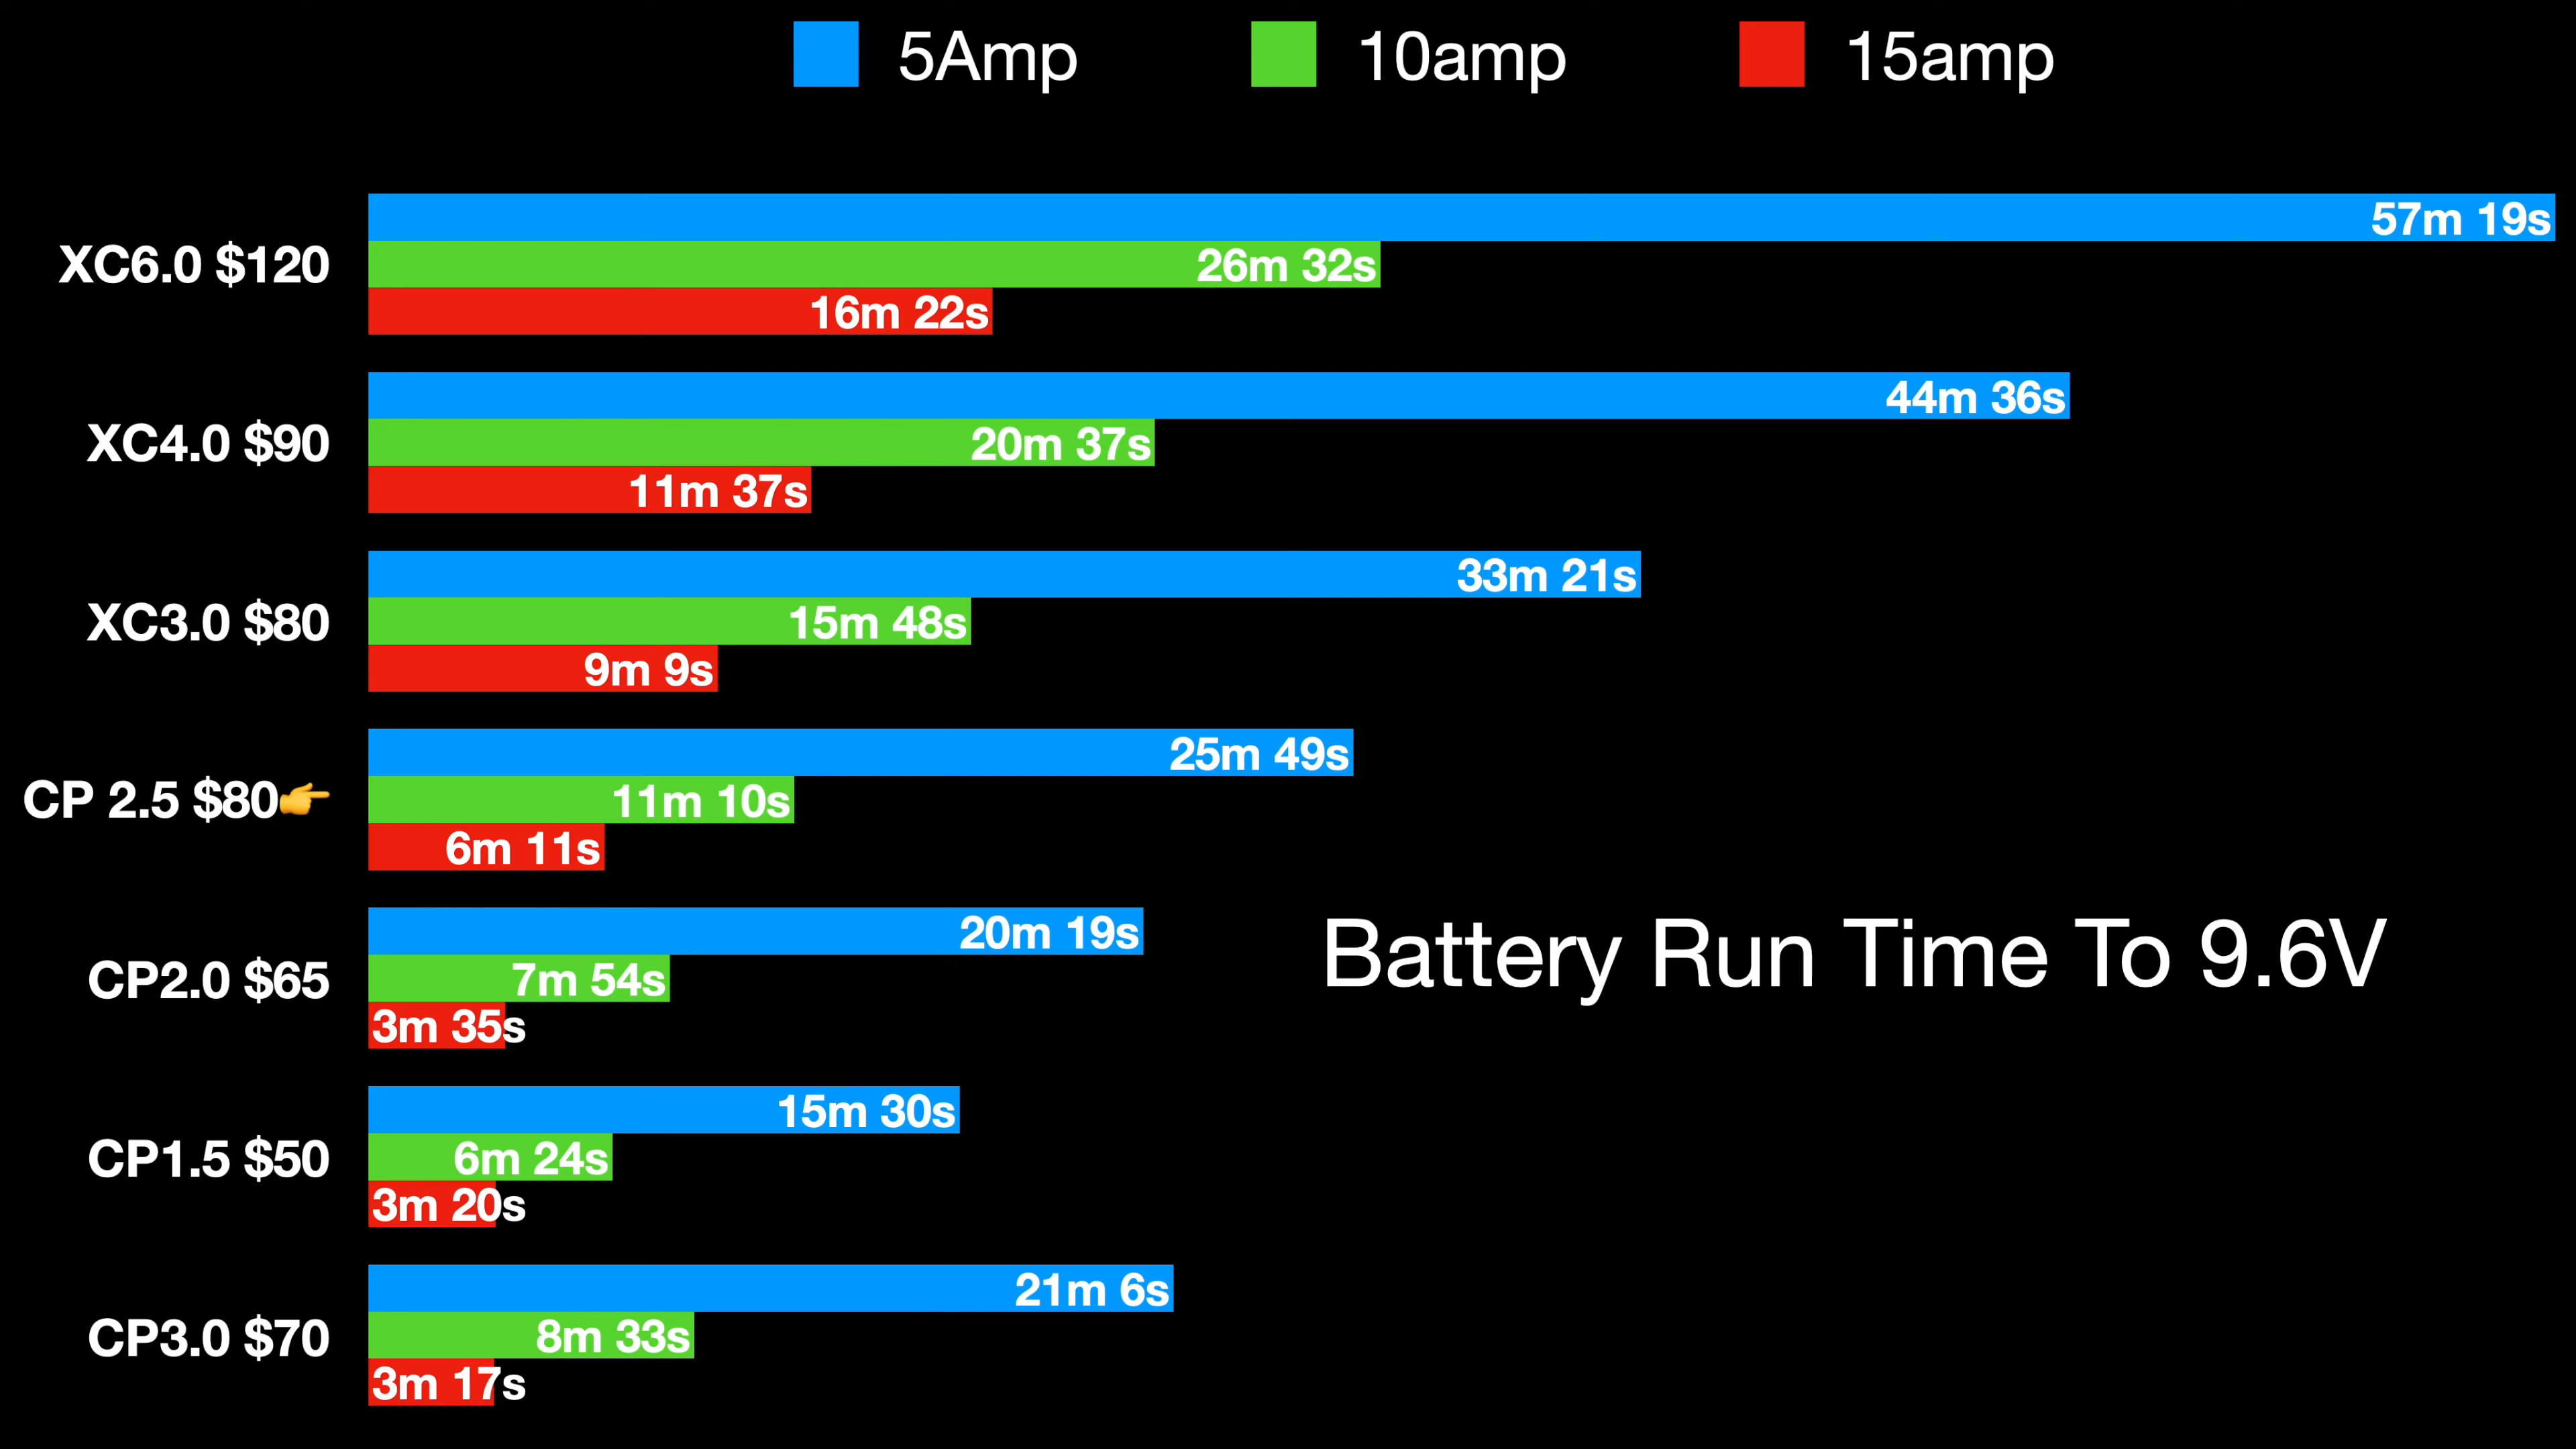 5Amp 10amp 15amp
57m 19s
XC6.0 $120 26m 32s
16m 22s
44m 36s
XC4.0 $90 20m 37s
11m 37s
33m 21s
XC3.0 $80 15m 48s
9m 9s
25m 49s
CP 2.5 $80👉 11m 10s
6m 11s
20m 19s
Battery Run Time To 9.6V
CP2.0 $65 7m 54s
3m 35s
15m 30s
CP1.5 $50 6m 24s
3m 20s
21m 6s
CP3.0 $70 8m 33s
3m 17s